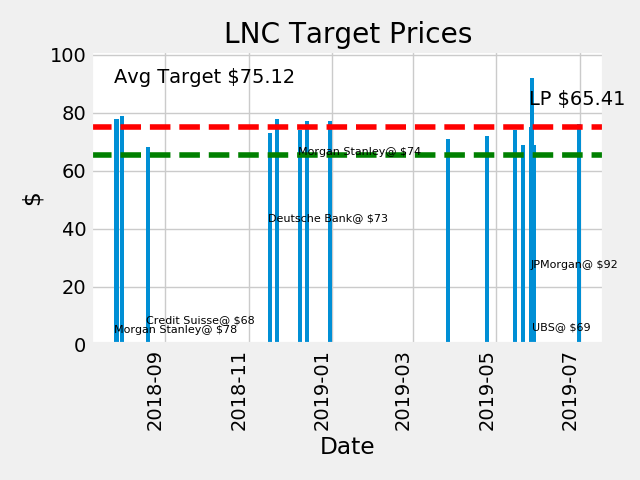 LNC Target Prices
100
Avg Target $75.12
LP $65.41
80
Morgan Stanley@ $74
60
$
Deutsche Bank@ $73
40
JPMorgan@ $92
20
Credit Suisse@ $68
Morgan Stanley@ $78
UBS@ $69
0
2018-09
2018-11
2019-01
2019-03
2019-05
2019-07
Date